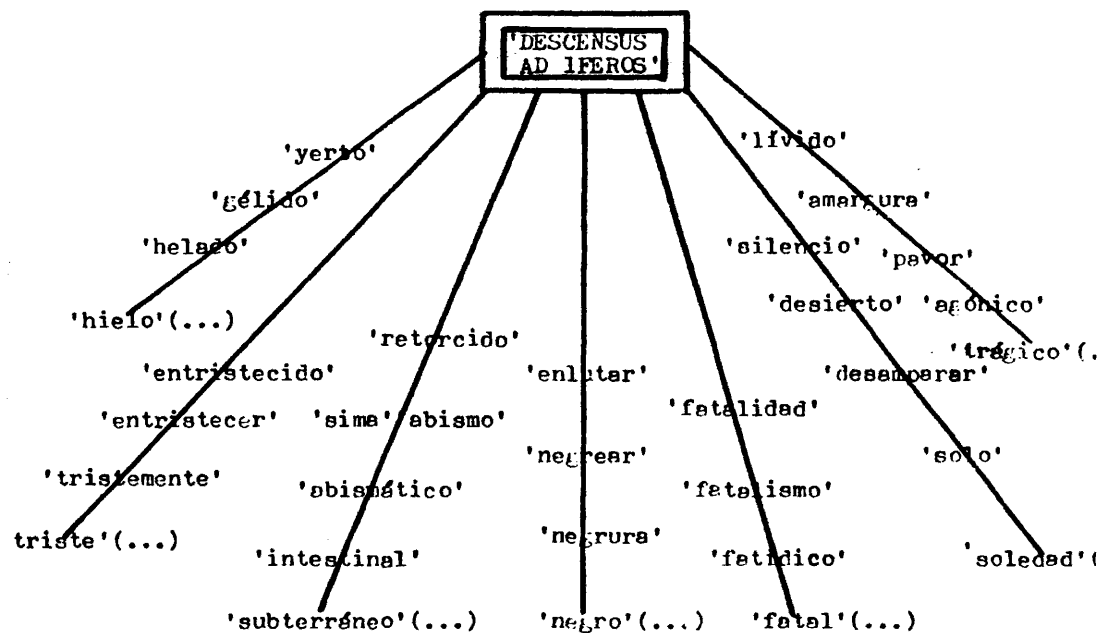 'DESCENSUS
AD lFEROS'
'yerto'
'lívido'
'gélido'
'amargura'
'helado'
'silencio' 'pavor'
'hielo'(...)
'desierto' 'agónico'
'retorcido'
'trágico'(.
'entristecido'
'enlutar'
'desamparar'
'entristecer' 'sima' 'abismo'
'fatalidad'
'tristemente'
'negrear'
'solo'
'abismático'
'fatalismo'
triste'(...)
'negrura'
'intestinal'
'fatídico'
'soledad'(
'subterráneo'(...) 'negro'(...) 'fatal'(...)